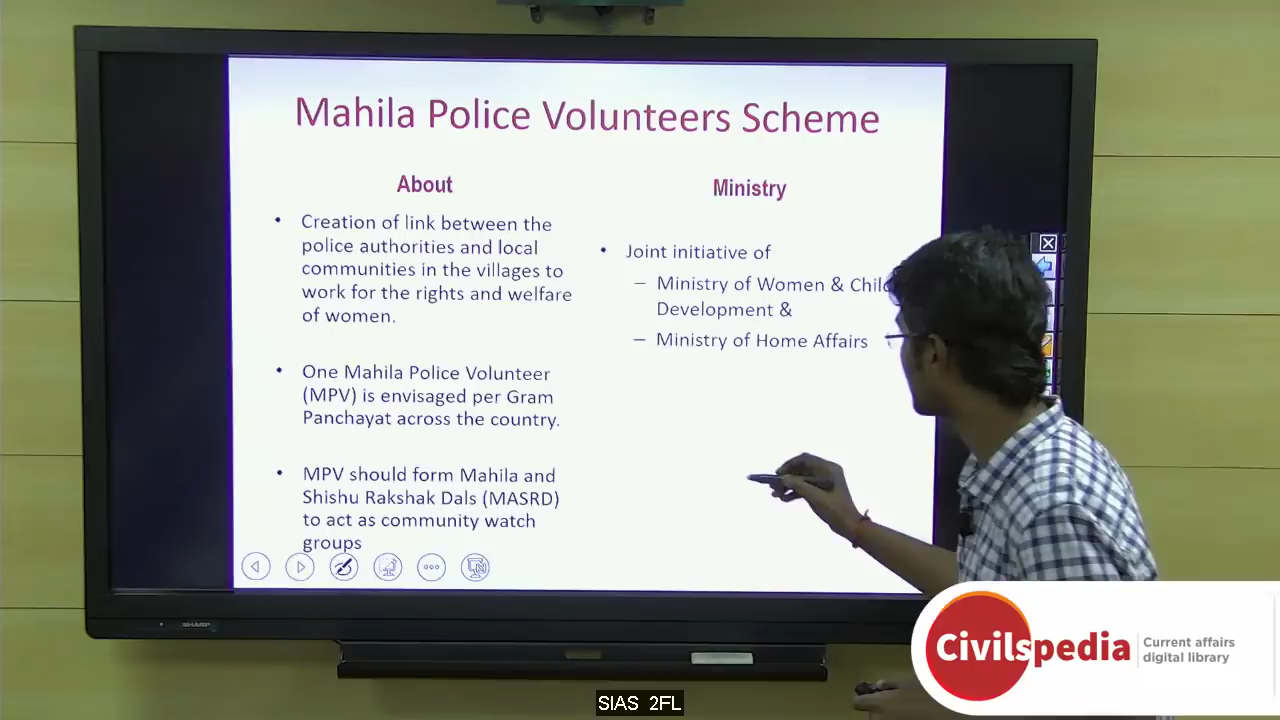 Mahila Police Volunteers Scheme
About
Creation of link between the
police authorities and local
communities in the villages to
work for the rights and welfare
of women.
One Mahila Police Volunteer
(MPV) is envisaged per Gram
Panchayat across the country.
MPV should form Mahila and
Shishu Rakshak Dals (MASRD)
to act as community watch
groups
Ministry
Joint initiative of
– Ministry of Women & Child
Development &
– Ministry of Home Affairs
SHARP
Civilspedia
Current affairs
digital library
SIAS 2FL